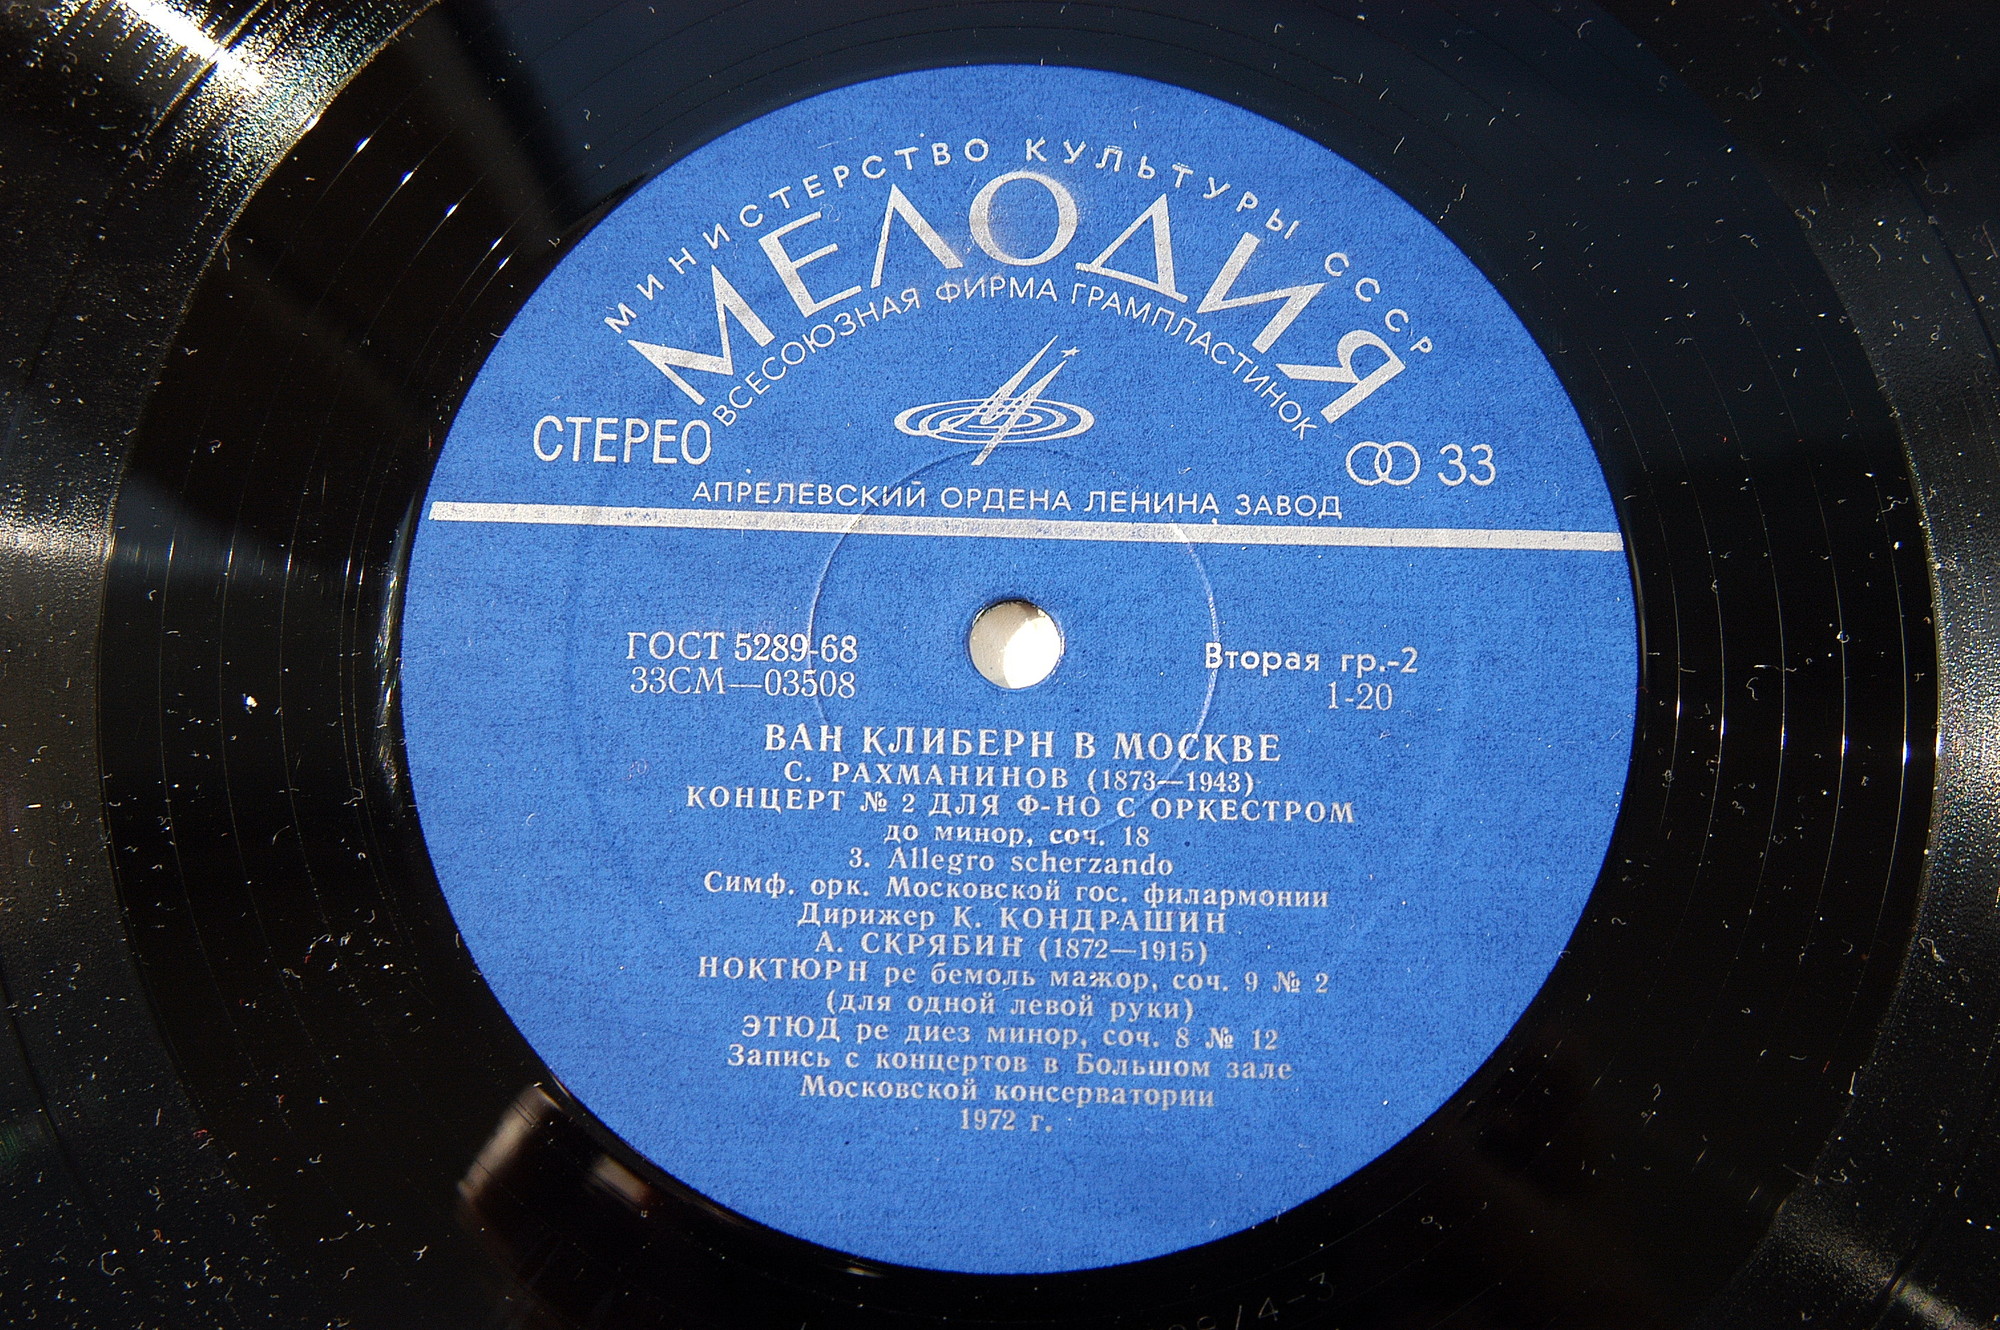 МИНИСТЕРСТВО КУЛЬТУРЫ СССР
МЕЛОДИЯ
ВСЕСОЮЗНАЯ ФИРМА ГРАМПЛАСТИНОК
СТЕРЕО
33
АПРЕЛЕВСКИЙ ОРДЕНА ЛЕНИНА ЗАВОД
ГОСТ 5289-68
33СМ—03508
Вторая гр.-2
1-20
ВАН КЛИБЕРН В МОСКВЕ
С. РАХМАНИНОВ (1873—1943)
КОНЦЕРТ № 2 ДЛЯ Ф-НО С ОРКЕСТРОМ
до минор, соч. 18
3. Allegro scherzando
Симф. орк. Московской гос. филармонии
Дирижер К. КОНДРАШИН
А. СКРЯБИН (1872—1915)
НОКТЮРН ре бемоль мажор, соч. 9 № 2
(для одной левой руки)
ЭТЮД ре диез минор, соч. 8 № 12
Запись с концертов в Большом зале
Московской консерватории
1972 г.